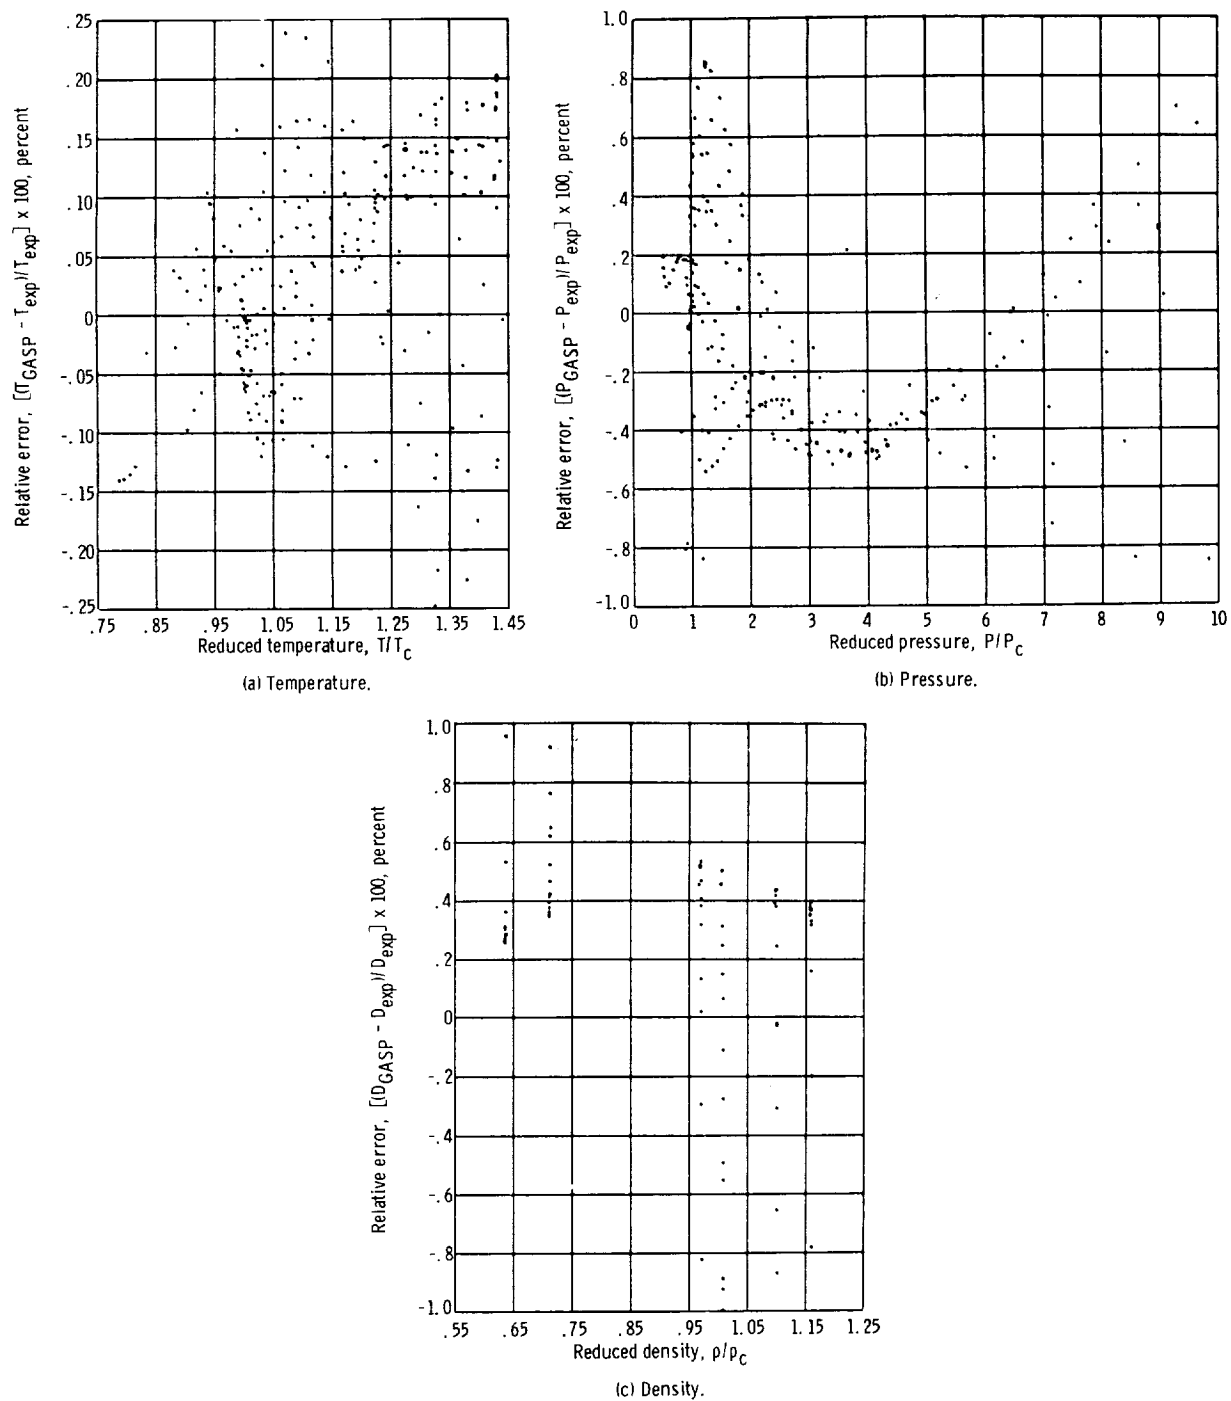 Relative error, [(T_GASP - T_exp)/T_exp] x 100, percent
.25
.20
.15
.10
.05
0
-.05
-.10
-.15
-.20
-.25
.75 .85 .95 1.05 1.15 1.25 1.35 1.45
Reduced temperature, T/T_c
(a) Temperature.
Relative error, [(P_GASP - P_exp)/P_exp] x 100, percent
1.0
.8
.6
.4
.2
0
-.2
-.4
-.6
-.8
-1.0
0 1 2 3 4 5 6 7 8 9 10
Reduced pressure, P/P_c
(b) Pressure.
Relative error, [(D_GASP - D_exp)/D_exp] x 100, percent
1.0
.8
.6
.4
.2
0
-.2
-.4
-.6
-.8
-1.0
.55 .65 .75 .85 .95 1.05 1.15 1.25
Reduced density, ρ/ρ_c
(c) Density.